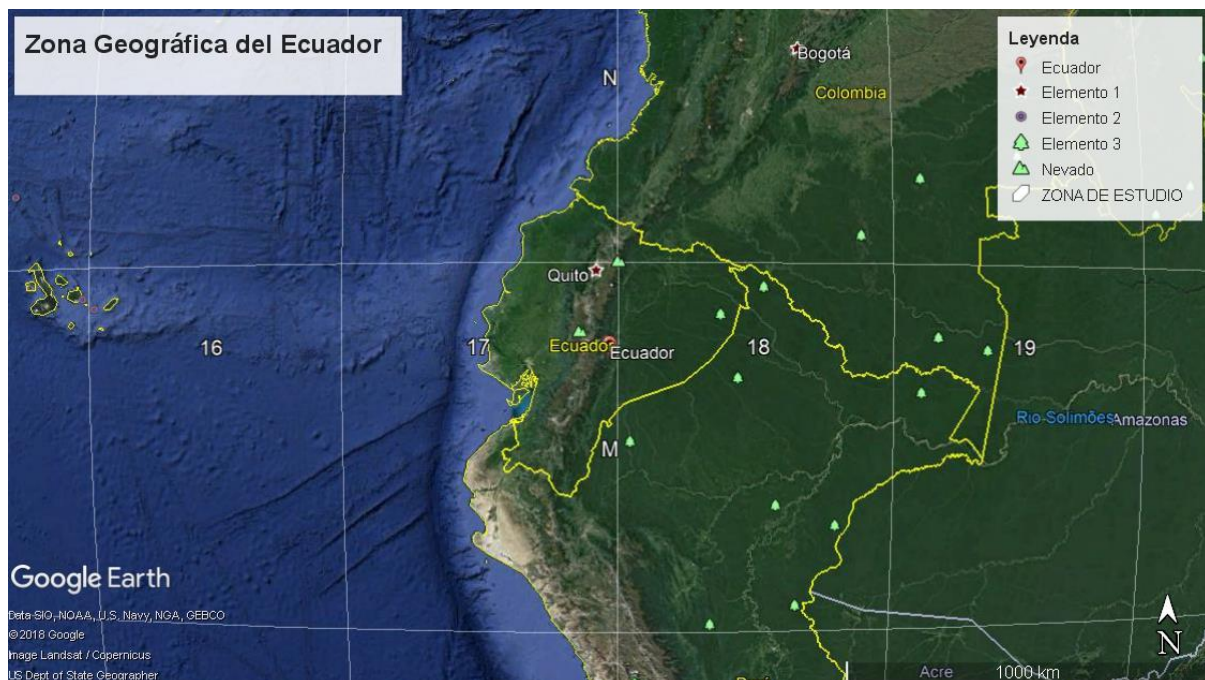 Zona Geográfica del Ecuador
Leyenda
Ecuador
Elemento 1
Elemento 2
Elemento 3
Nevado
ZONA DE ESTUDIO
Bogotá
N
Colombia
Quito
16
17
Ecuador
Ecuador
18
19
Rio Solimões
Amazonas
M
Google Earth
Data SIO, NOAA, U.S. Navy, NGA, GEBCO
©2018 Google
Image Landsat / Copernicus
US Dept of State Geographer
N
Acre
1000 km